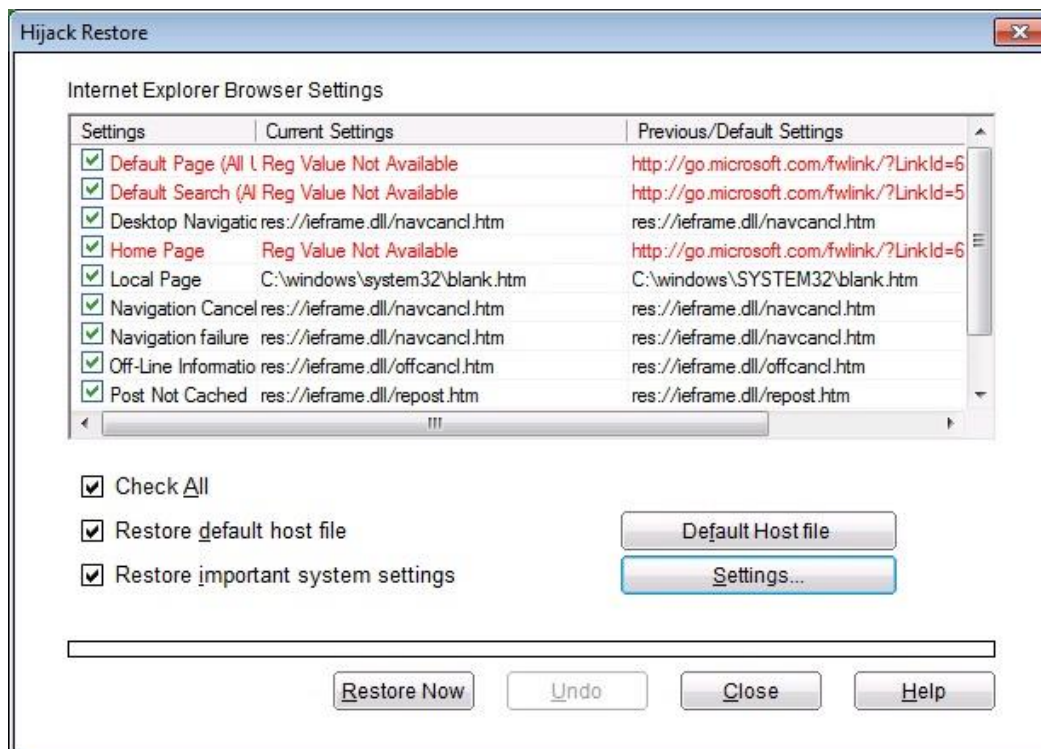 Hijack Restore
Internet Explorer Browser Settings
Settings Current Settings Previous/Default Settings
Default Page (All U Reg Value Not Available http://go.microsoft.com/fwlink/?LinkId=6
Default Search (Al Reg Value Not Available http://go.microsoft.com/fwlink/?LinkId=5
Desktop Navigatic res://ieframe.dll/navcancl.htm res://ieframe.dll/navcancl.htm
Home Page Reg Value Not Available http://go.microsoft.com/fwlink/?LinkId=6
Local Page C:\windows\system32\blank.htm C:\windows\SYSTEM32\blank.htm
Navigation Cancel res://ieframe.dll/navcancl.htm res://ieframe.dll/navcancl.htm
Navigation failure res://ieframe.dll/navcancl.htm res://ieframe.dll/navcancl.htm
Off-Line Informatio res://ieframe.dll/offcancl.htm res://ieframe.dll/offcancl.htm
Post Not Cached res://ieframe.dll/repost.htm res://ieframe.dll/repost.htm
Check All
Restore default host file Default Host file
Restore important system settings Settings...
Restore Now Undo Close Help